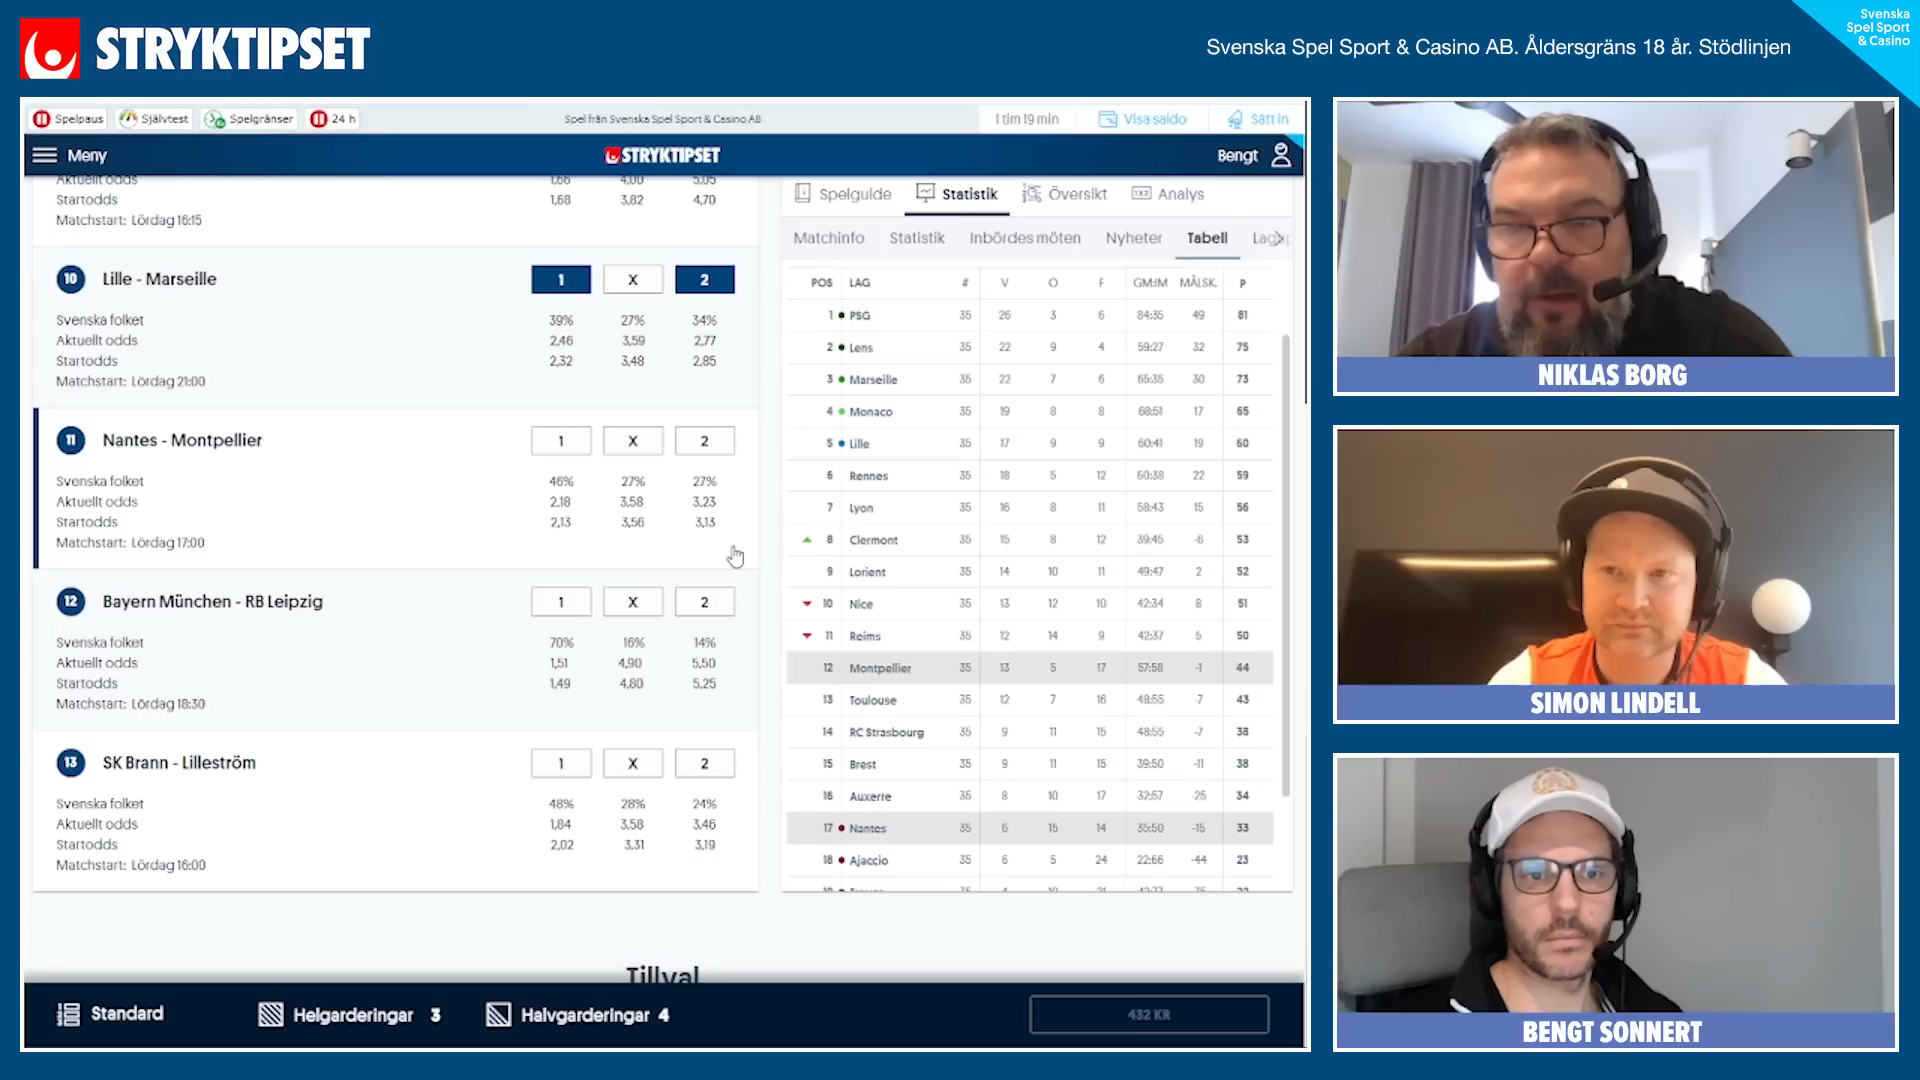 STRYKTIPSET
Svenska Spel Sport & Casino AB. Åldersgräns 18 år. Stödlinjen
Svenska
Spel Sport
& Casino
Spelpaus Självtest Spelgränser 24 h
Spel från Svenska Spel Sport & Casino AB
1 tim 19 min Visa saldo Sätt in
Meny STRYKTIPSET Bengt
Aktuellt odds 1,66 4,00 5,05
Startodds 1,68 3,82 4,70
Matchstart: Lördag 16:15
10 Lille - Marseille 1 X 2
Svenska folket 39% 27% 34%
Aktuellt odds 2,46 3,59 2,77
Startodds 2,32 3,48 2,85
Matchstart: Lördag 21:00
11 Nantes - Montpellier 1 X 2
Svenska folket 46% 27% 27%
Aktuellt odds 2,18 3,58 3,23
Startodds 2,13 3,56 3,13
Matchstart: Lördag 17:00
12 Bayern München - RB Leipzig 1 X 2
Svenska folket 70% 16% 14%
Aktuellt odds 1,51 4,90 5,50
Startodds 1,49 4,80 5,25
Matchstart: Lördag 18:30
13 SK Brann - Lilleström 1 X 2
Svenska folket 48% 28% 24%
Aktuellt odds 1,84 3,58 3,46
Startodds 2,02 3,31 3,19
Matchstart: Lördag 16:00
Spelguide Statistik Översikt 1X2 Analys
Matchinfo Statistik Inbördes möten Nyheter Tabell
POS LAG # V O F GM:IM MÅLSK. P
1 PSG 35 26 3 6 84:35 49 81
2 Lens 35 22 9 4 59:27 32 75
3 Marseille 35 22 7 6 65:35 30 73
4 Monaco 35 19 8 8 68:51 17 65
5 Lille 35 17 9 9 60:41 19 60
6 Rennes 35 18 5 12 60:38 22 59
7 Lyon 35 16 8 11 58:43 15 56
8 Clermont 35 15 8 12 39:45 -6 53
9 Lorient 35 14 10 11 49:47 2 52
10 Nice 35 13 12 10 42:34 8 51
11 Reims 35 12 14 9 42:37 5 50
12 Montpellier 35 13 5 17 57:58 -1 44
13 Toulouse 35 12 7 16 48:55 -7 43
14 RC Strasbourg 35 9 11 15 48:55 -7 38
15 Brest 35 9 11 15 39:50 -11 38
16 Auxerre 35 8 10 17 32:57 -25 34
17 Nantes 35 6 15 14 35:50 -15 33
18 Ajaccio 35 6 5 24 22:66 -44 23
Tillval
Standard Helgarderingar 3 Halvgarderingar 4 432 KR
NIKLAS BORG
SIMON LINDELL
BENGT SONNERT